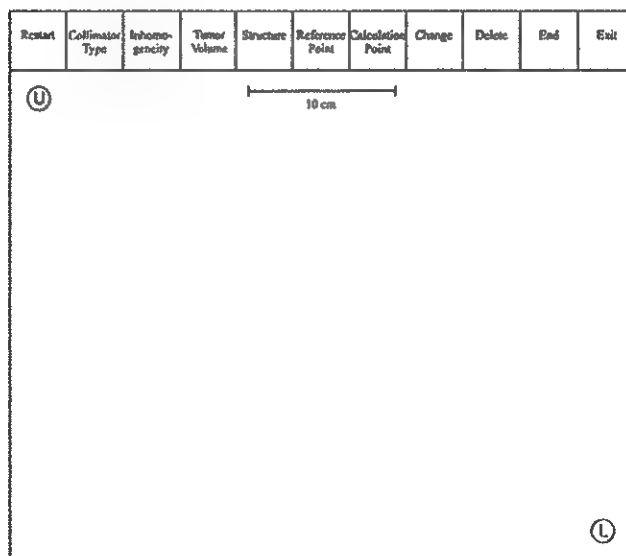 Restart Collimator Type Inhomo-geneity Tumor Volume Structure Reference Point Calculation Point Change Delete End Exit
U
10 cm
L